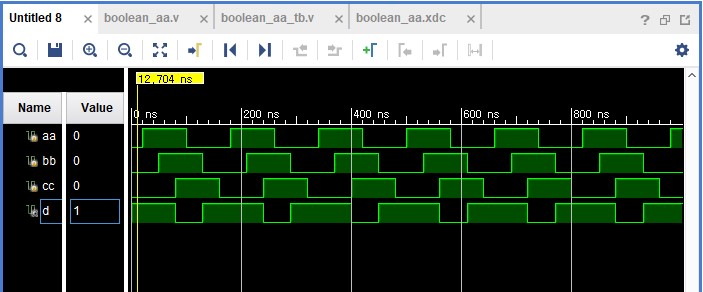 Untitled 8 × boolean_aa.v × boolean_aa_tb.v × boolean_aa.xdc × ?
12,704 ns
Name Value
0 ns 200 ns 400 ns 600 ns 800 ns
aa 0
bb 0
cc 0
d 1